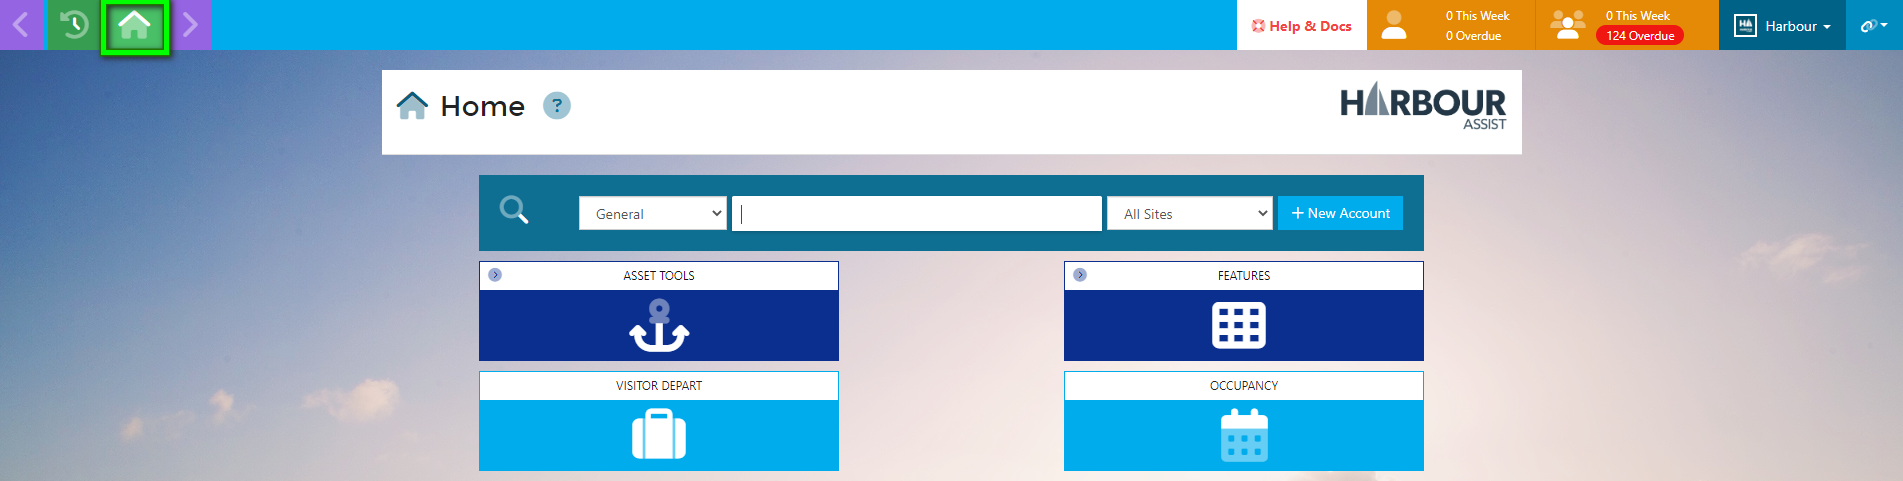 Help & Docs
0 This Week
0 Overdue
0 This Week
124 Overdue
Harbour
Home ?
HARBOUR
ASSIST
General
All Sites
+ New Account
ASSET TOOLS
FEATURES
VISITOR DEPART
OCCUPANCY